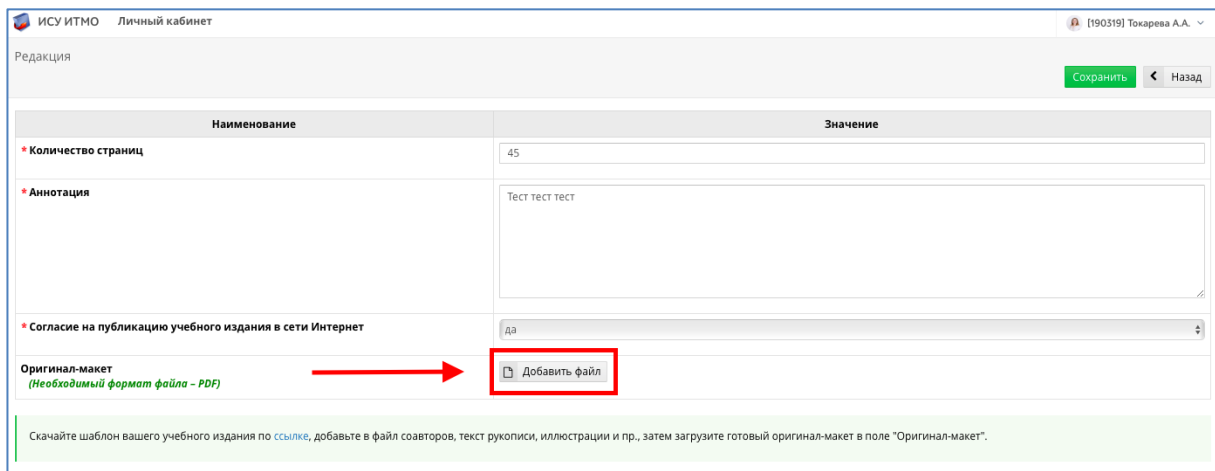 ИСУ ИТМО Личный кабинет [190319] Токарева А.А.
Редакция
Сохранить Назад
Наименование Значение
* Количество страниц 45
* Аннотация Тест тест тест
* Согласие на публикацию учебного издания в сети Интернет да
Оригинал-макет
(Необходимый формат файла – PDF) Добавить файл
Скачайте шаблон вашего учебного издания по ссылке, добавьте в файл соавторов, текст рукописи, иллюстрации и пр., затем загрузите готовый оригинал-макет в поле "Оригинал-макет".